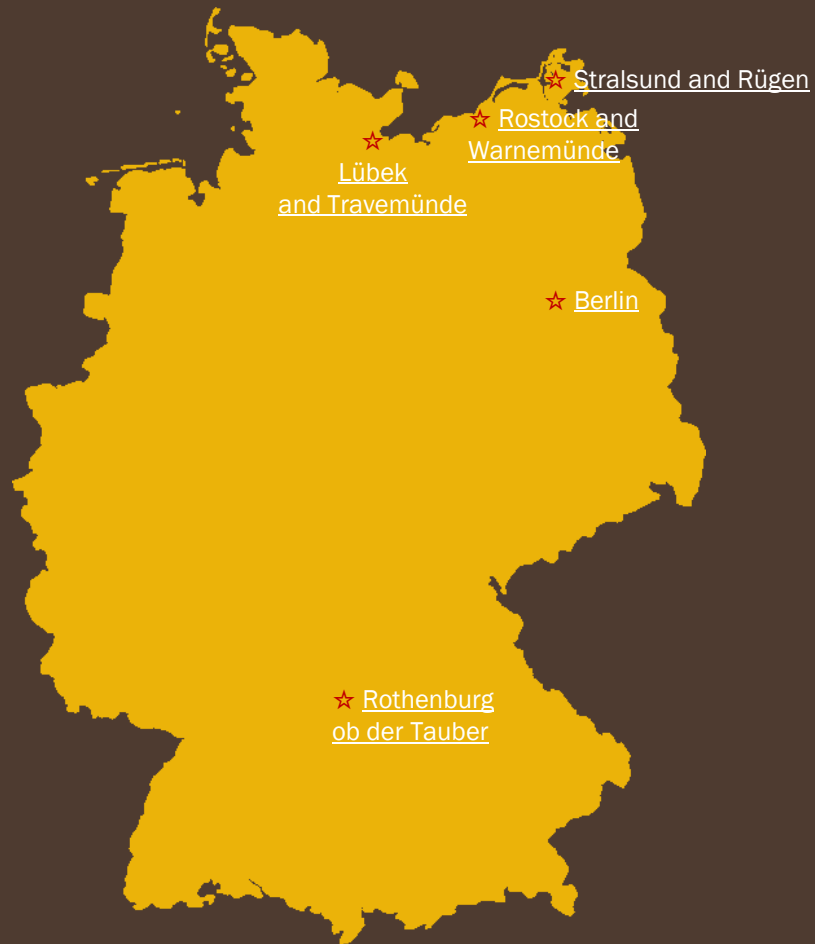 Stralsund and Rügen
Rostock and
Warnemünde
Lübek
and Travemünde
Berlin
Rothenburg
ob der Tauber